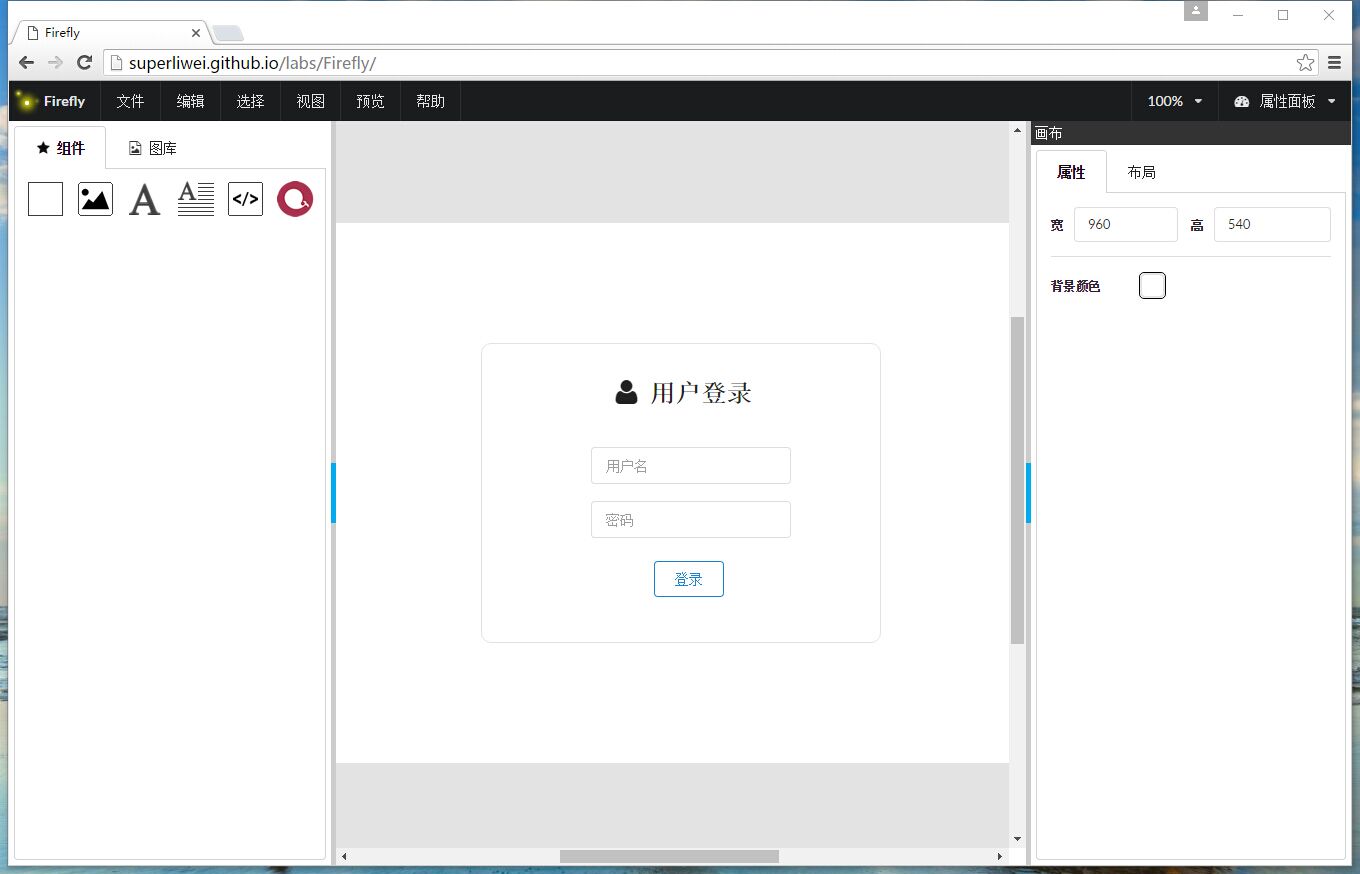 Firefly
superliwei.github.io/labs/Firefly/
Firefly 文件 编辑 选择 视图 预览 帮助 100% 属性面板
组件 图库
A A </>
画布
属性 布局
宽 960 高 540
背景颜色
用户登录
用户名
密码
登录